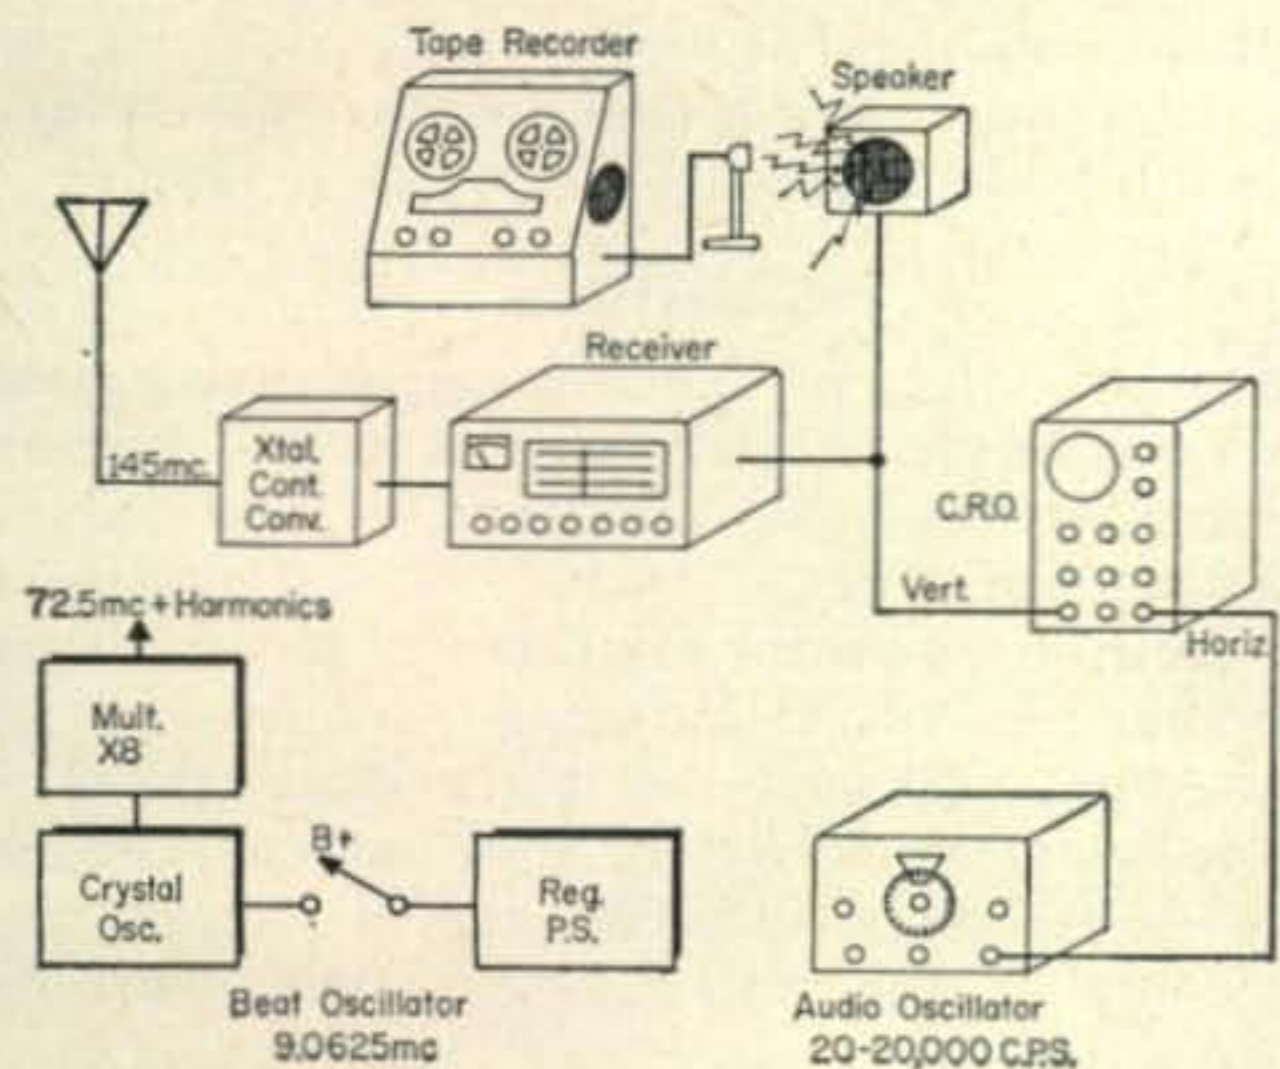 Tape Recorder
Speaker
Receiver
145mc.
Xtal.
Cont.
Conv.
C.R.O.
Vert.
Horiz.
72.5mc + Harmonics
Mult.
X8
B+
Crystal
Osc.
Reg.
P.S.
Beat Oscillator
9.0625mc
Audio Oscillator
20-20,000 C.P.S.